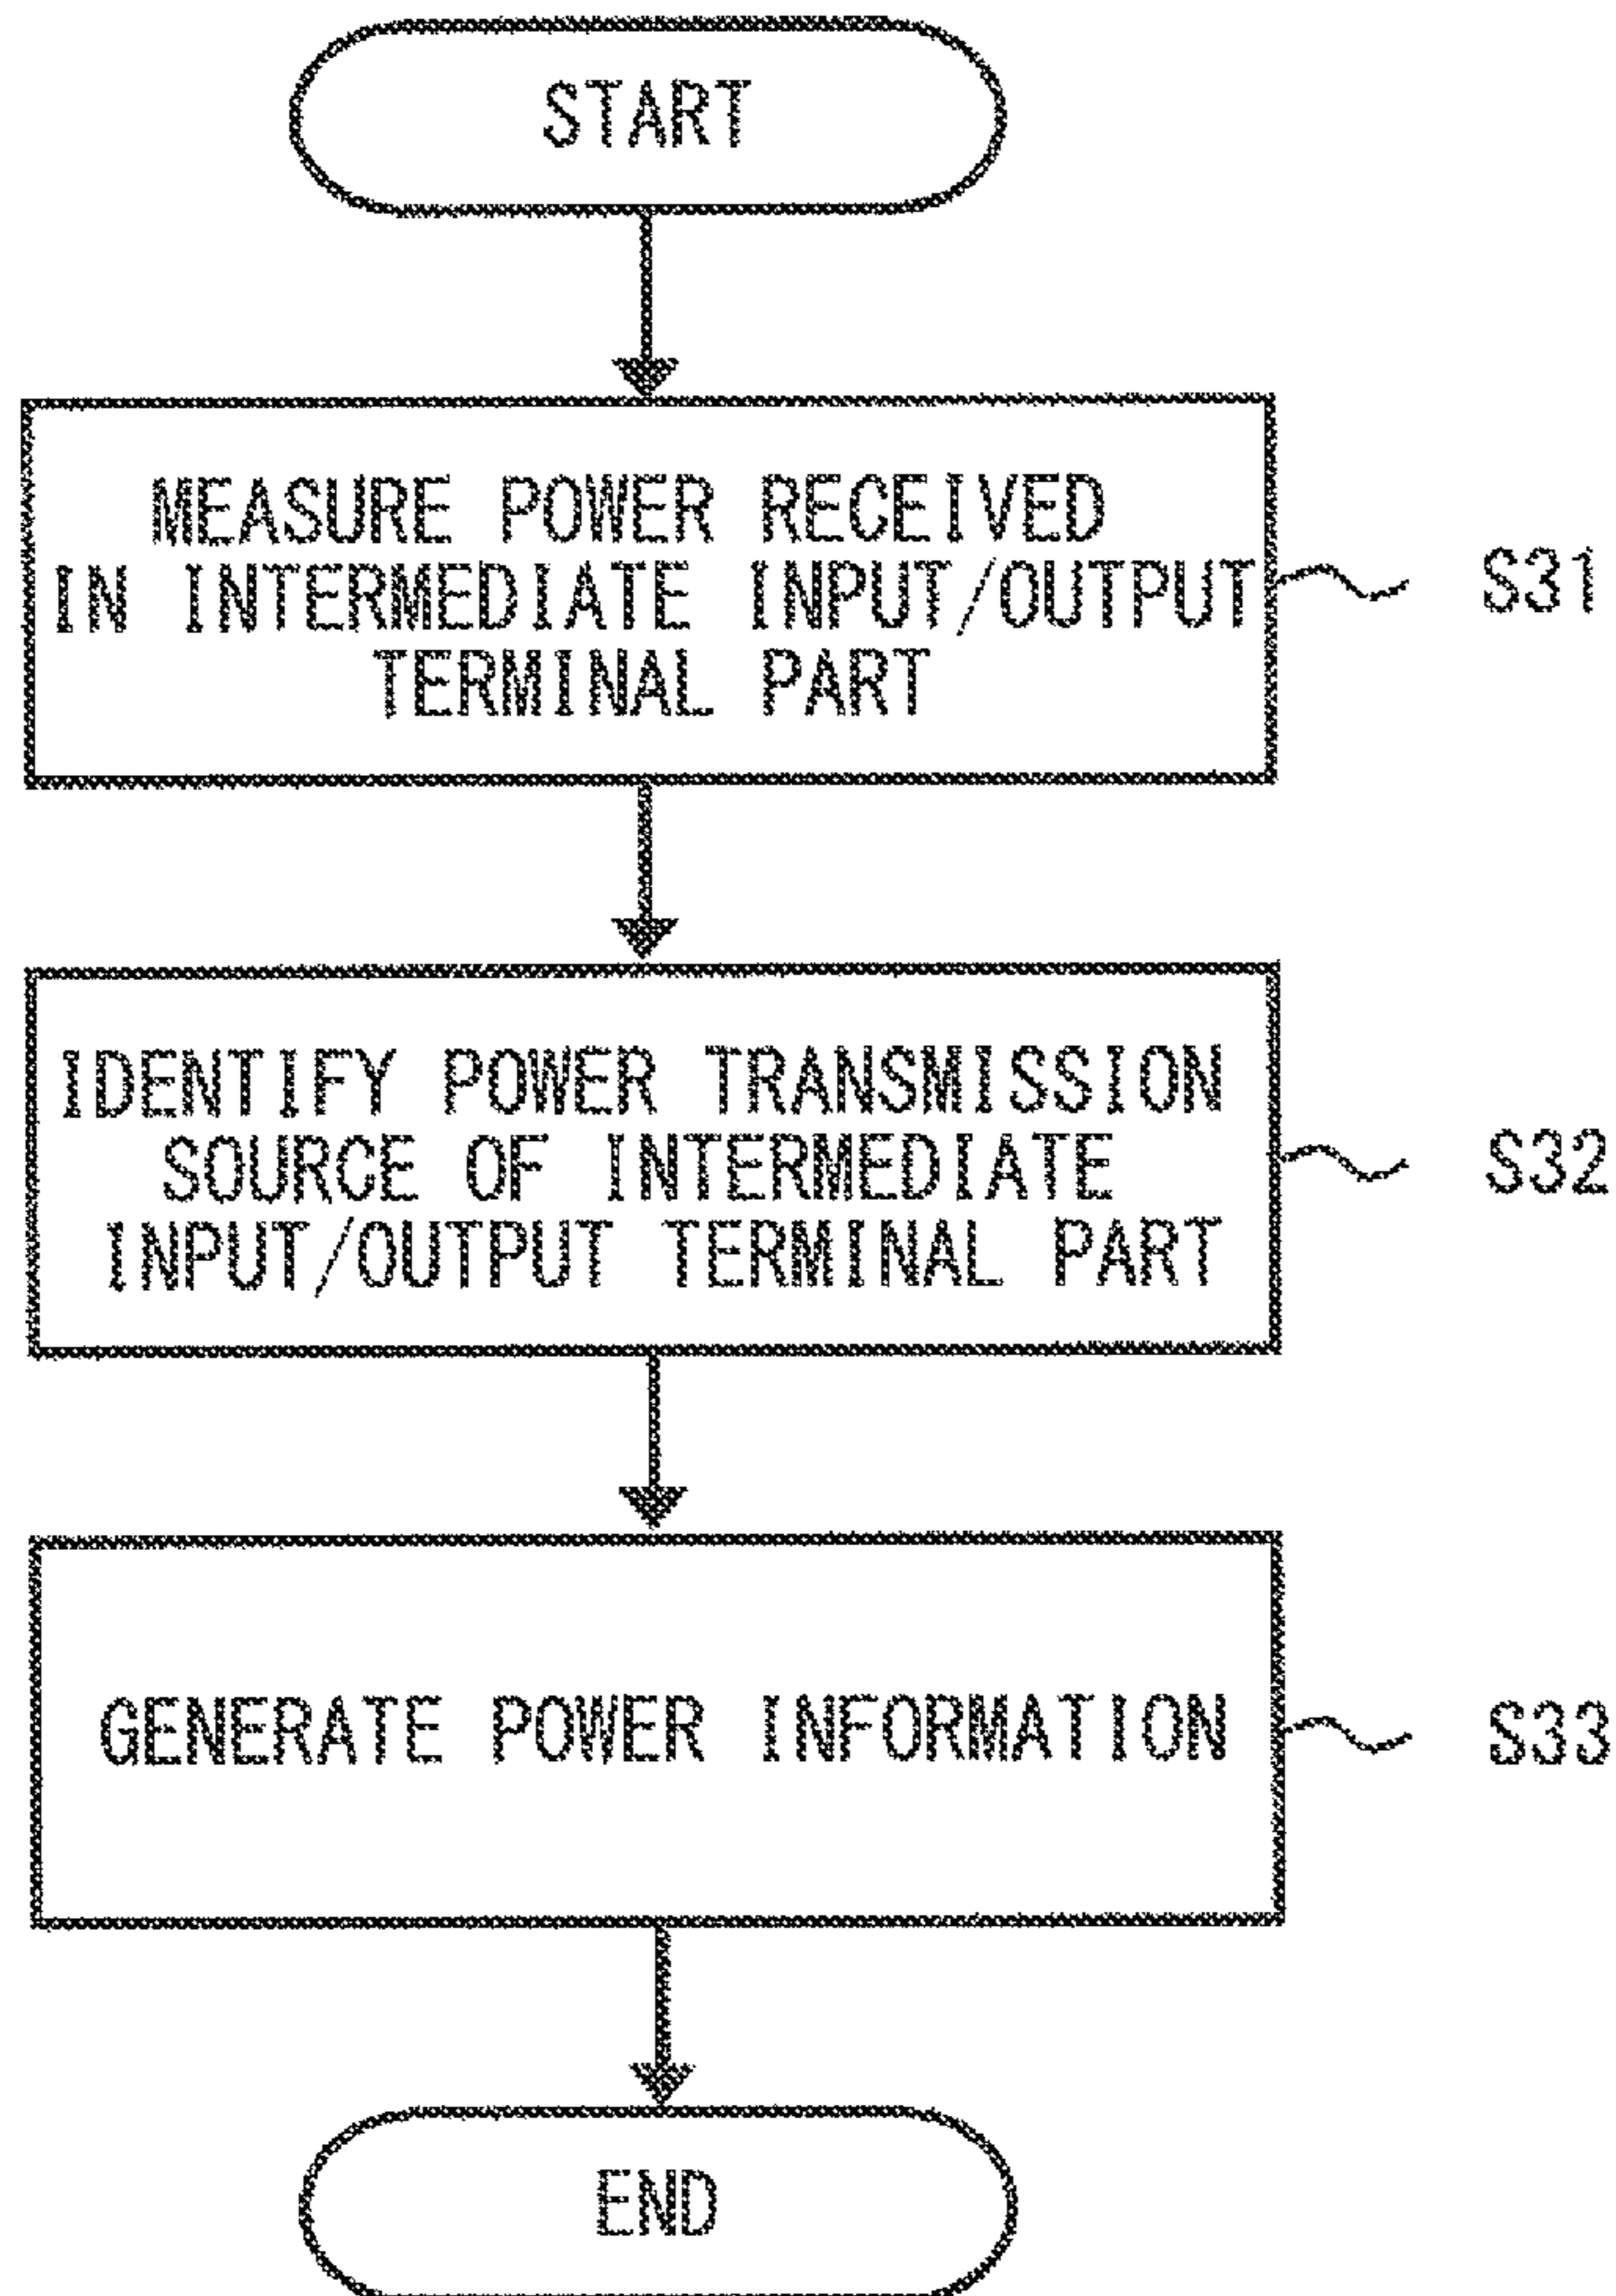 START
MEASURE POWER RECEIVED
IN INTERMEDIATE INPUT/OUTPUT
TERMINAL PART
S31
IDENTIFY POWER TRANSMISSION
SOURCE OF INTERMEDIATE
INPUT/OUTPUT TERMINAL PART
S32
GENERATE POWER INFORMATION
S33
END